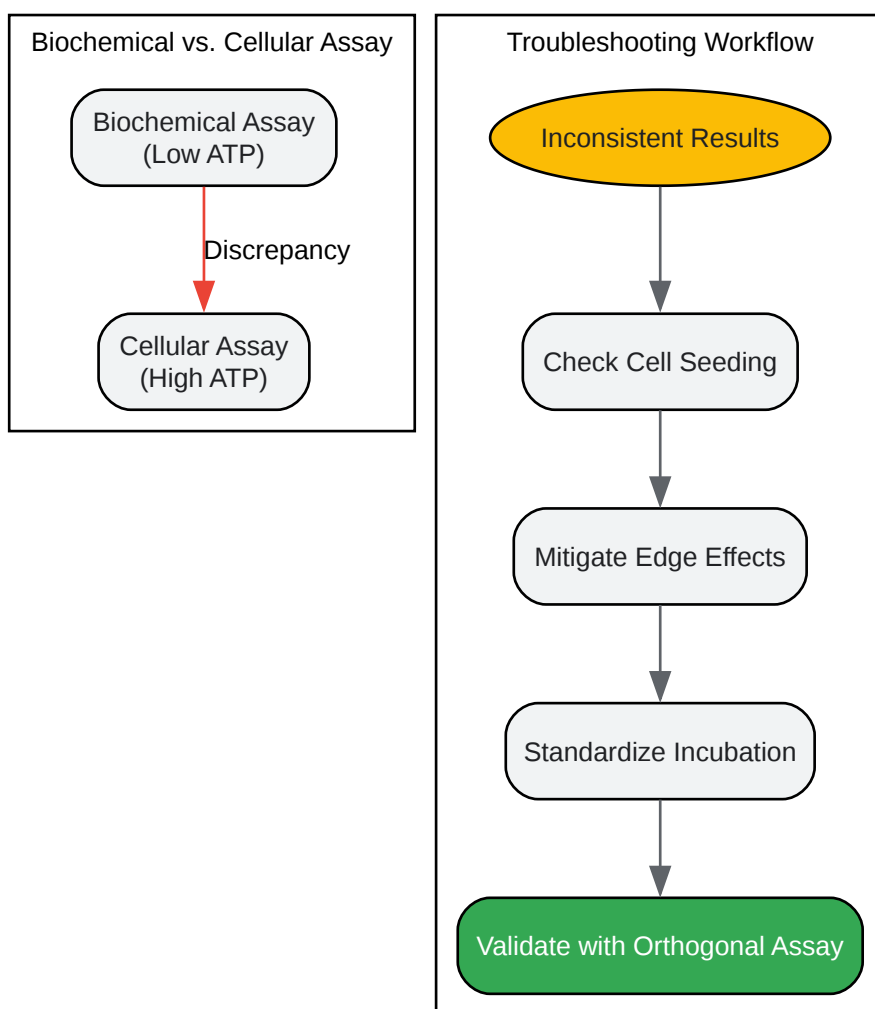 Biochemical vs. Cellular Assay
Biochemical Assay
(Low ATP)
Discrepancy
Cellular Assay
(High ATP)
Troubleshooting Workflow
Inconsistent Results
Check Cell Seeding
Mitigate Edge Effects
Standardize Incubation
Validate with Orthogonal Assay